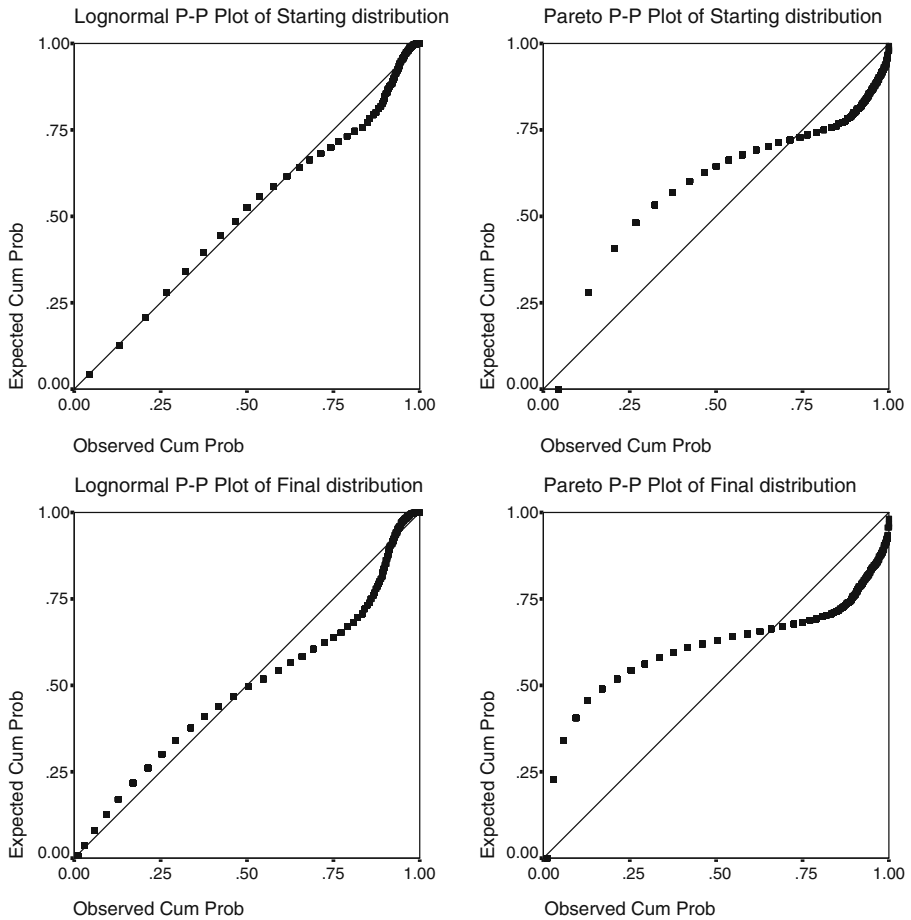 Lognormal P-P Plot of Starting distribution
1.00
.75
.50
.25
0.00
Expected Cum Prob
0.00 .25 .50 .75 1.00
Observed Cum Prob
Pareto P-P Plot of Starting distribution
1.00
.75
.50
.25
0.00
Expected Cum Prob
0.00 .25 .50 .75 1.00
Observed Cum Prob
Lognormal P-P Plot of Final distribution
1.00
.75
.50
.25
0.00
Expected Cum Prob
0.00 .25 .50 .75 1.00
Observed Cum Prob
Pareto P-P Plot of Final distribution
1.00
.75
.50
.25
0.00
Expected Cum Prob
0.00 .25 .50 .75 1.00
Observed Cum Prob